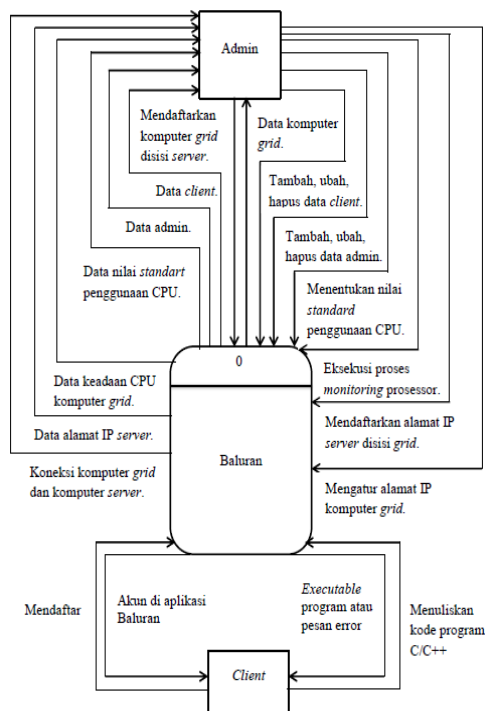 Admin
Mendaftarkan
komputer grid
disisi server.
Data komputer
grid.
Data client.
Tambah, ubah,
hapus data client.
Data admin.
Tambah, ubah,
hapus data admin.
Data nilai standart
penggunaan CPU.
Menentukan nilai
standard
penggunaan CPU.
0
Eksekusi proses
monitoring prosessor.
Data keadaan CPU
komputer grid.
Mendaftarkan alamat IP
server disisi grid.
Data alamat IP server.
Baluran
Koneksi komputer grid
dan komputer server.
Mengatur alamat IP
komputer grid.
Mendaftar
Akun di aplikasi
Baluran
Executable
program atau
pesan error
Menuliskan
kode program
C/C++
Client